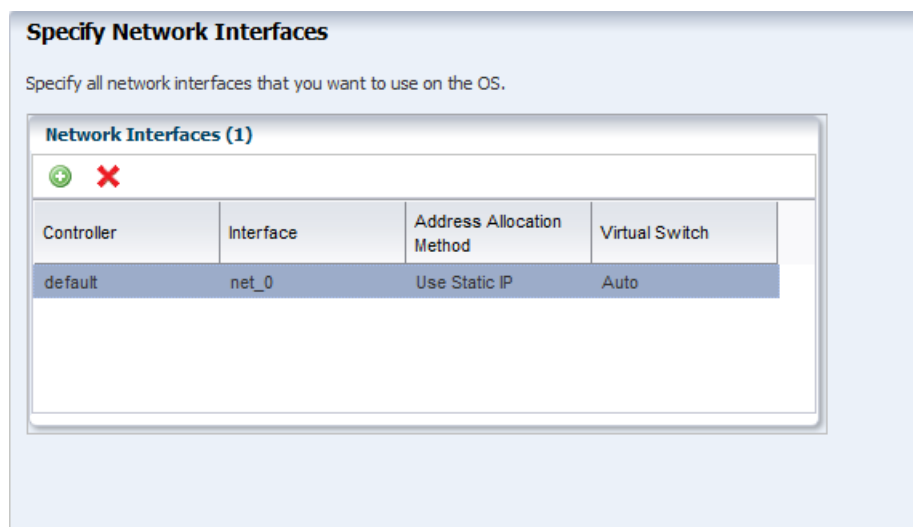 Specify Network Interfaces
Specify all network interfaces that you want to use on the OS.
Network Interfaces (1)
Controller Interface Address Allocation Method Virtual Switch
default net_0 Use Static IP Auto